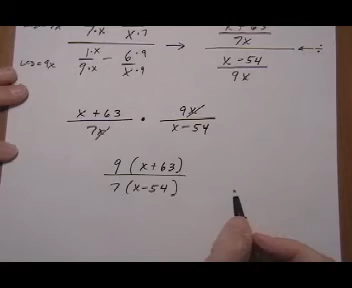 7·x x·7 x+63
7x
1·x/9·x − 6·9/x·9 → ← ÷
LCD = 9x x−54
9x
x+63/7x · 9x/x−54
9(x+63)
7(x−54)